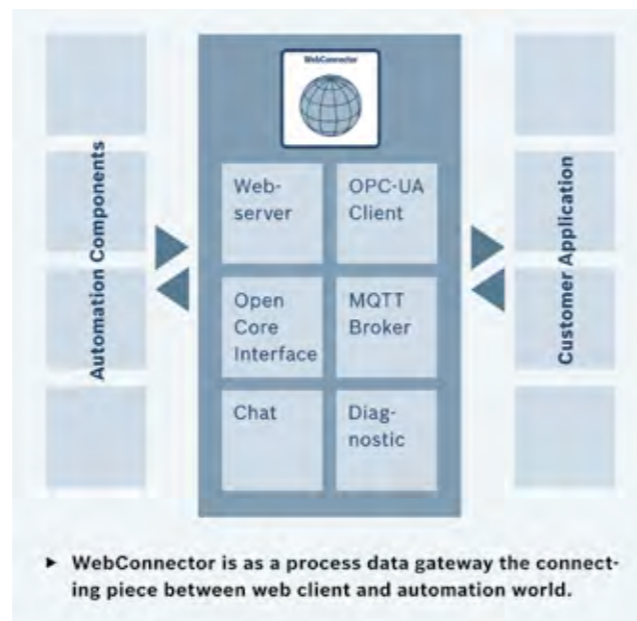 WebConnector
Automation Components
Web-
server
OPC-UA
Client
Open
Core
Interface
MQTT
Broker
Chat
Diag-
nostic
Customer Application
► WebConnector is as a process data gateway the connect-
ing piece between web client and automation world.